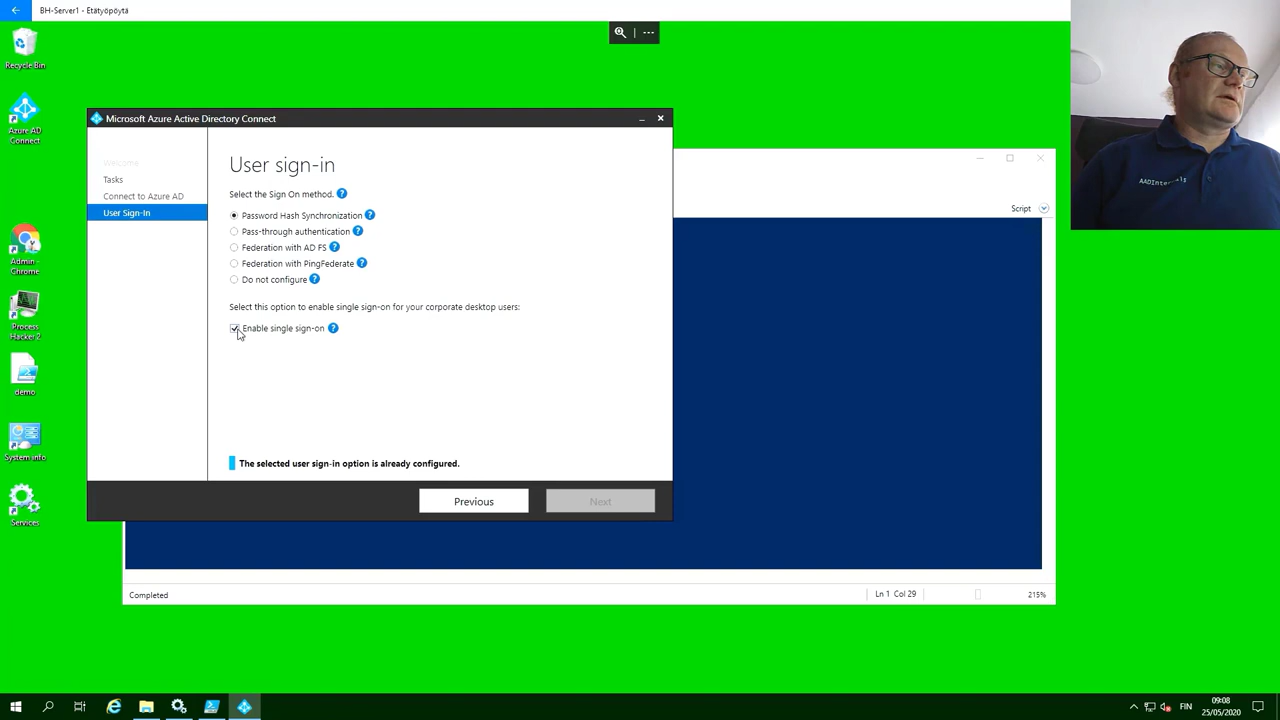 BH-Server1 - Etätyöpöytä
Recycle Bin
Azure AD
Connect
Admin -
Chrome
Process
Hacker 2
demo
System info
Services
Microsoft Azure Active Directory Connect
Welcome
Tasks
Connect to Azure AD
User Sign-In
User sign-in
Select the Sign On method. ?
Password Hash Synchronization ?
Pass-through authentication ?
Federation with AD FS ?
Federation with PingFederate ?
Do not configure ?
Select this option to enable single sign-on for your corporate desktop users:
Enable single sign-on ?
The selected user sign-in option is already configured.
Previous
Next
Script
AADInternals
Completed
Ln 1 Col 29
215%
FIN
09:08
25/05/2020